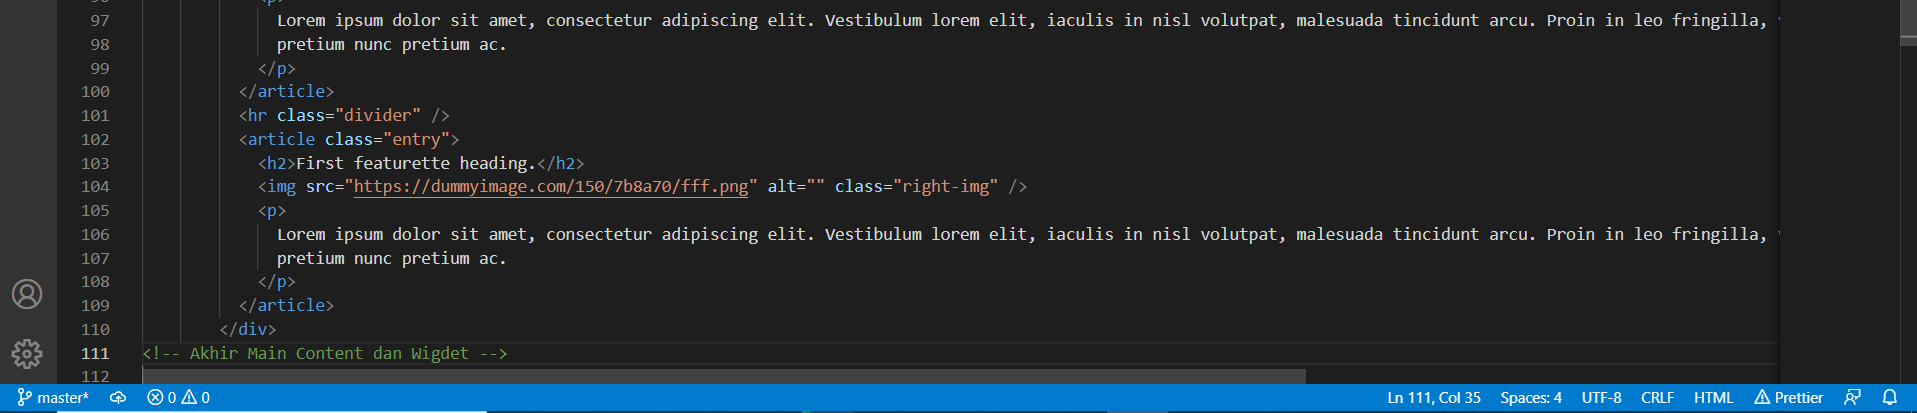 97 Lorem ipsum dolor sit amet, consectetur adipiscing elit. Vestibulum lorem elit, iaculis in nisl volutpat, malesuada tincidunt arcu. Proin in leo fringilla,
98 pretium nunc pretium ac.
99 </p>
100 </article>
101 <hr class="divider" />
102 <article class="entry">
103 <h2>First featurette heading.</h2>
104 <img src="https://dummyimage.com/150/7b8a70/fff.png" alt="" class="right-img" />
105 <p>
106 Lorem ipsum dolor sit amet, consectetur adipiscing elit. Vestibulum lorem elit, iaculis in nisl volutpat, malesuada tincidunt arcu. Proin in leo fringilla,
107 pretium nunc pretium ac.
108 </p>
109 </article>
110 </div>
111 <!-- Akhir Main Content dan Wigdet -->
112
master* 0 0 Ln 111, Col 35 Spaces: 4 UTF-8 CRLF HTML Prettier